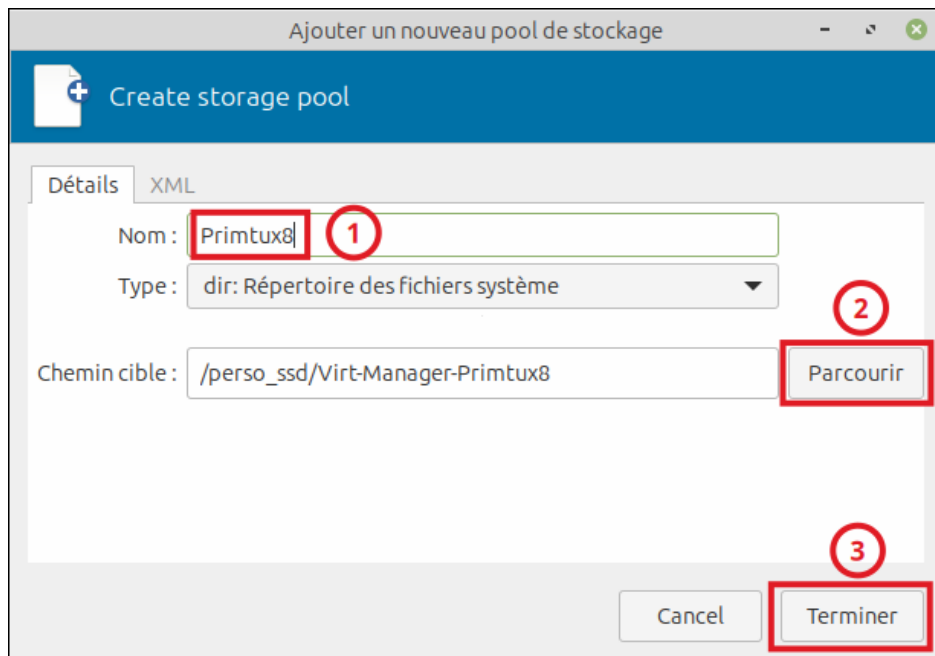 Ajouter un nouveau pool de stockage
Create storage pool
Détails XML
Nom : Primtux8 1
Type : dir: Répertoire des fichiers système
2
Chemin cible : /perso_ssd/Virt-Manager-Primtux8 Parcourir
3
Cancel Terminer